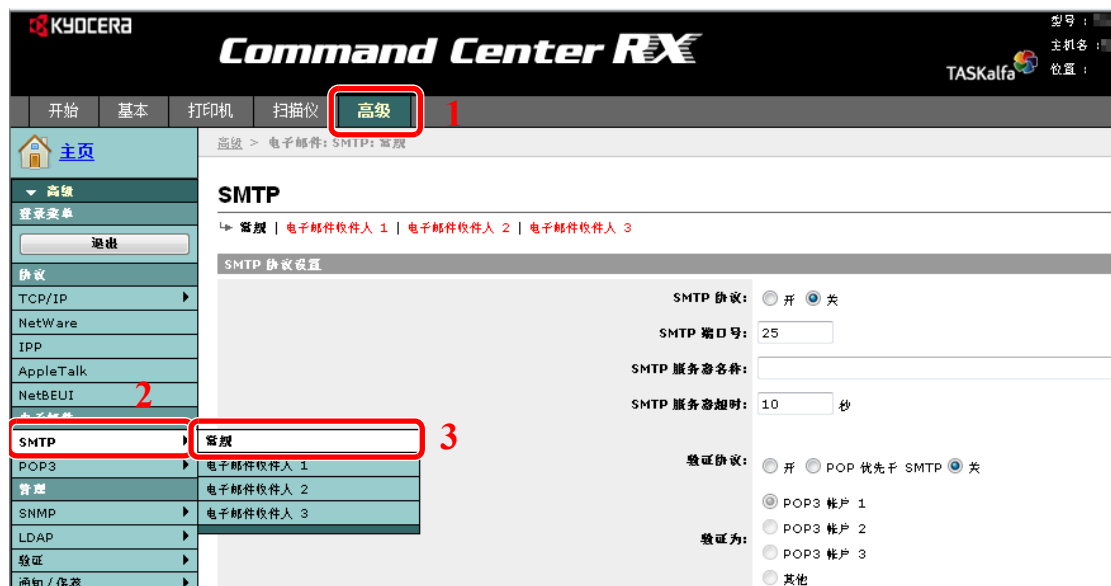 KYOCERA
Command Center RX
TASKalfa
型号 :
主机名 :
位置 :
开始 基本 打印机 扫描仪 高级 1
主页
高级 > 电子邮件: SMTP: 常规
高级
登录菜单
退出
协议
TCP/IP
NetWare
IPP
AppleTalk
NetBEUI
2
电子邮件
SMTP
POP3
管理
SNMP
LDAP
验证
通知 / 保养
常规
3
电子邮件收件人 1
电子邮件收件人 2
电子邮件收件人 3
SMTP
常规 | 电子邮件收件人 1 | 电子邮件收件人 2 | 电子邮件收件人 3
SMTP 协议设置
SMTP 协议: 开 关
SMTP 端口号: 25
SMTP 服务器名称:
SMTP 服务器超时: 10 秒
验证协议: 开 POP 优先于 SMTP 关
验证为: POP3 帐户 1
POP3 帐户 2
POP3 帐户 3
其他